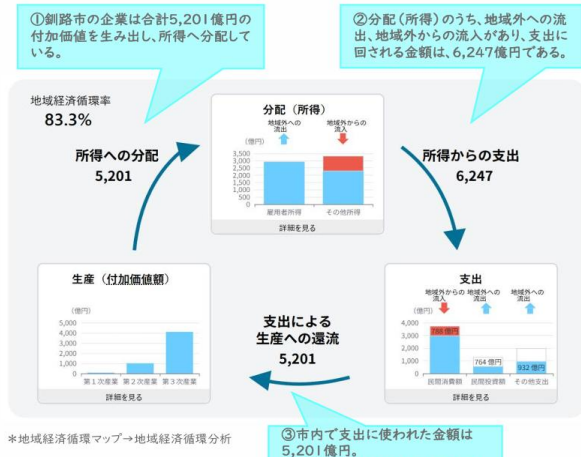 ①釧路市の企業は合計5,201億円の
付加価値を生み出し、所得へ分配して
いる。
②分配(所得)のうち、地域外への流
出、地域外からの流入があり、支出に
回される金額は、6,247億円である。
地域経済循環率
83.3%
分配(所得)
地域外への
流出
地域外からの
流入
(億円)
3,500
3,000
2,500
2,000
1,500
1,000
500
0
雇用者所得
その他所得
詳細を見る
所得への分配
5,201
所得からの支出
6,247
生産(付加価値額)
(億円)
5,000
4,000
3,000
2,000
1,000
0
第1次産業
第2次産業
第3次産業
詳細を見る
支出による
生産への還流
5,201
支出
地域外からの
流入
地域外への
流出
地域外への
流出
(億円)
4,000
3,000
2,000
1,000
0
788 億円
764 億円
932 億円
民間消費額
民間投資額
その他支出
詳細を見る
*地域経済循環マップ→地域経済循環分析
③市内で支出に使われた金額は
5,201億円。